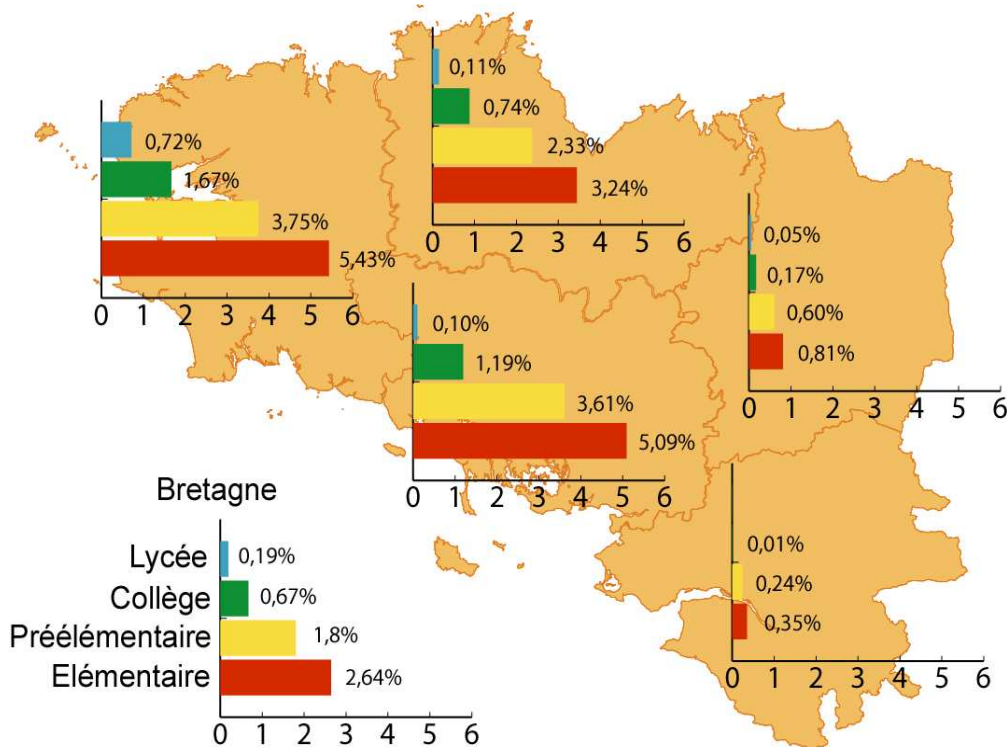 0,11%
0,74%
2,33%
3,24%
0 1 2 3 4 5 6
0,72%
1,67%
3,75%
5,43%
0 1 2 3 4 5 6
0,05%
0,17%
0,60%
0,81%
0 1 2 3 4 5 6
0,10%
1,19%
3,61%
5,09%
0 1 2 3 4 5 6
0,01%
0,24%
0,35%
0 1 2 3 4 5 6
Bretagne
Lycée 0,19%
Collège 0,67%
Préélémentaire 1,8%
Elémentaire 2,64%
0 1 2 3 4 5 6